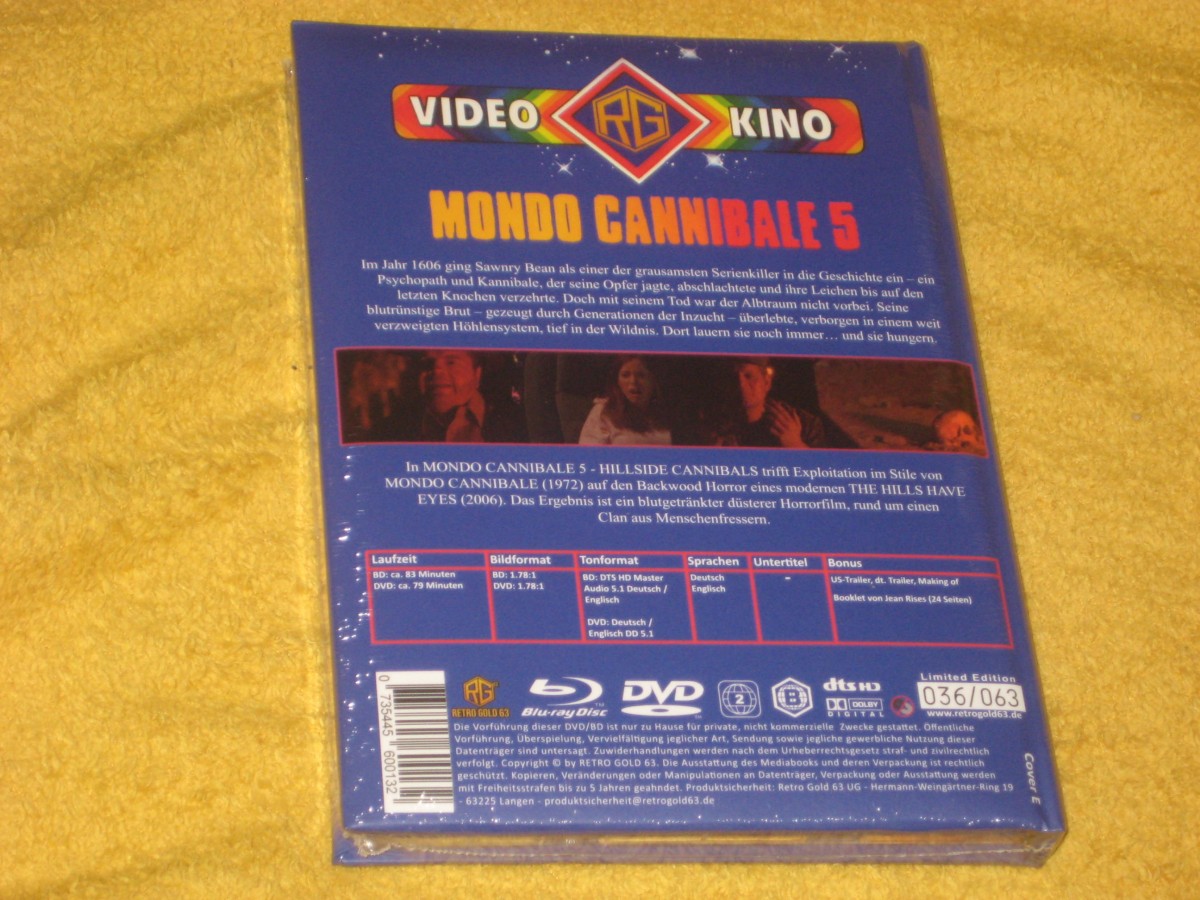 VIDEO RG KINO
MONDO CANNIBALE 5
Im Jahr 1606 ging Sawnry Bean als einer der grausamsten Serienkiller in die Geschichte ein – ein
Psychopath und Kannibale, der seine Opfer jagte, abschlachtete und ihre Leichen bis auf den
letzten Knochen verzehrte. Doch mit seinem Tod war der Albtraum nicht vorbei. Seine
blutrünstige Brut – gezeugt durch Generationen der Inzucht – überlebte, verborgen in einem weit
verzweigten Höhlensystem, tief in der Wildnis. Dort lauern sie noch immer… und sie hungern.
In MONDO CANNIBALE 5 - HILLSIDE CANNIBALS trifft Exploitation im Stile von
MONDO CANNIBALE (1972) auf den Backwood Horror eines modernen THE HILLS HAVE
EYES (2006). Das Ergebnis ist ein blutgetränkter düsterer Horrorfilm, rund um einen
Clan aus Menschenfressern.
Laufzeit
BD: ca. 83 Minuten
DVD: ca. 79 Minuten
Bildformat
BD: 1.78:1
DVD: 1.78:1
Tonformat
BD: DTS HD Master
Audio 5.1 Deutsch /
Englisch
DVD: Deutsch /
Englisch DD 5.1
Sprachen
Deutsch
Englisch
Untertitel
–
Bonus
US-Trailer, dt. Trailer, Making of
Booklet von Jean Rises (24 Seiten)
0 735445 600132
RG
RETRO GOLD 63
Blu-ray Disc
DVD
2
B
dts HD
DOLBY
DIGITAL
Limited Edition
036/063
www.retrogold63.de
Die Vorführung dieser DVD/BD ist nur zu Hause für private, nicht kommerzielle Zwecke gestattet. Öffentliche
Vorführung, Überspielung, Vervielfältigung jeglicher Art, Sendung sowie jegliche gewerbliche Nutzung dieser
Datenträger sind untersagt. Zuwiderhandlungen werden nach dem Urheberrechtsgesetz straf- und zivilrechtlich
verfolgt. Copyright © by RETRO GOLD 63. Die Ausstattung des Mediabooks und deren Verpackung ist rechtlich
geschützt. Kopieren, Veränderungen oder Manipulationen an Datenträger, Verpackung oder Ausstattung werden
mit Freiheitsstrafen bis zu 5 Jahren geahndet. Produktsicherheit: Retro Gold 63 UG - Hermann-Weingärtner-Ring 19
- 63225 Langen - produktsicherheit@retrogold63.de
Cover E